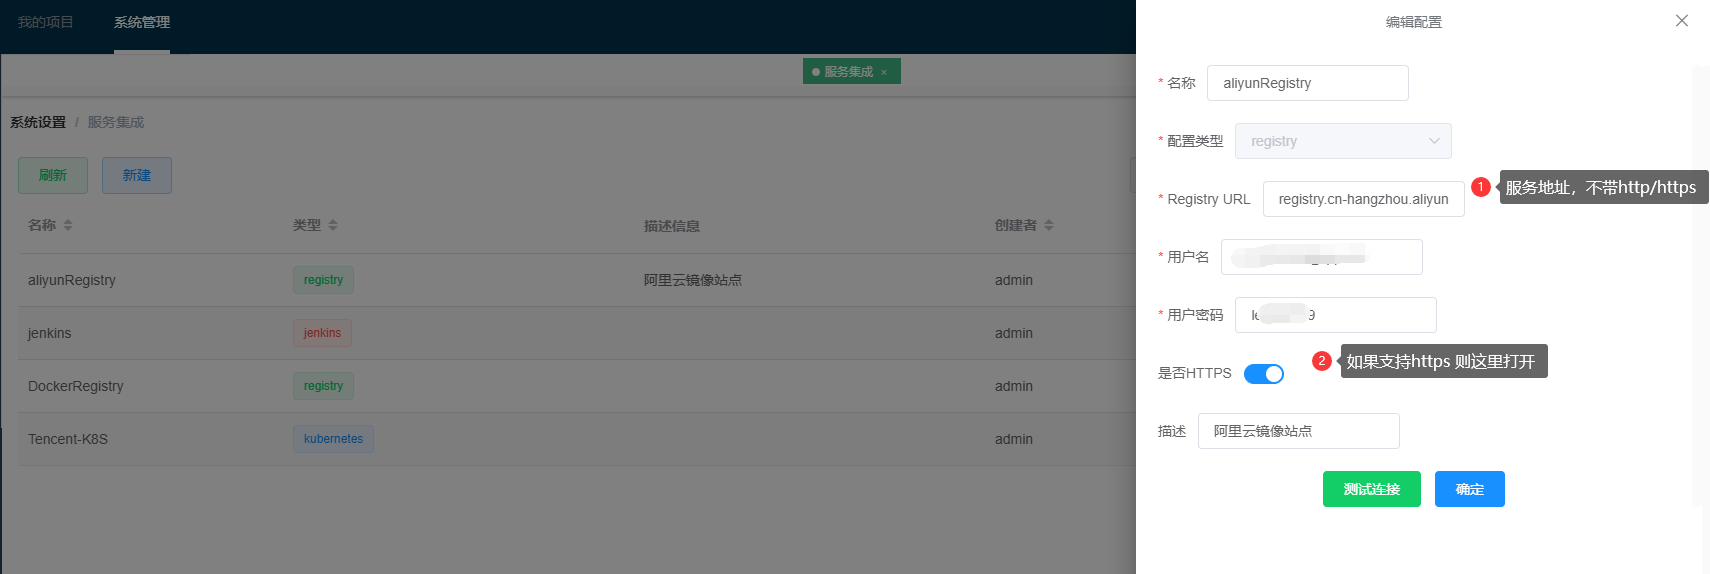 我的项目
系统管理
服务集成 ×
系统设置 / 服务集成
刷新
新建
名称
类型
描述信息
创建者
aliyunRegistry
registry
阿里云镜像站点
admin
jenkins
jenkins
admin
DockerRegistry
registry
admin
Tencent-K8S
kubernetes
admin
编辑配置
* 名称
aliyunRegistry
* 配置类型
registry
* Registry URL
registry.cn-hangzhou.aliyun
1
服务地址，不带http/https
* 用户名
* 用户密码
9
是否HTTPS
2
如果支持https 则这里打开
描述
阿里云镜像站点
测试连接
确定